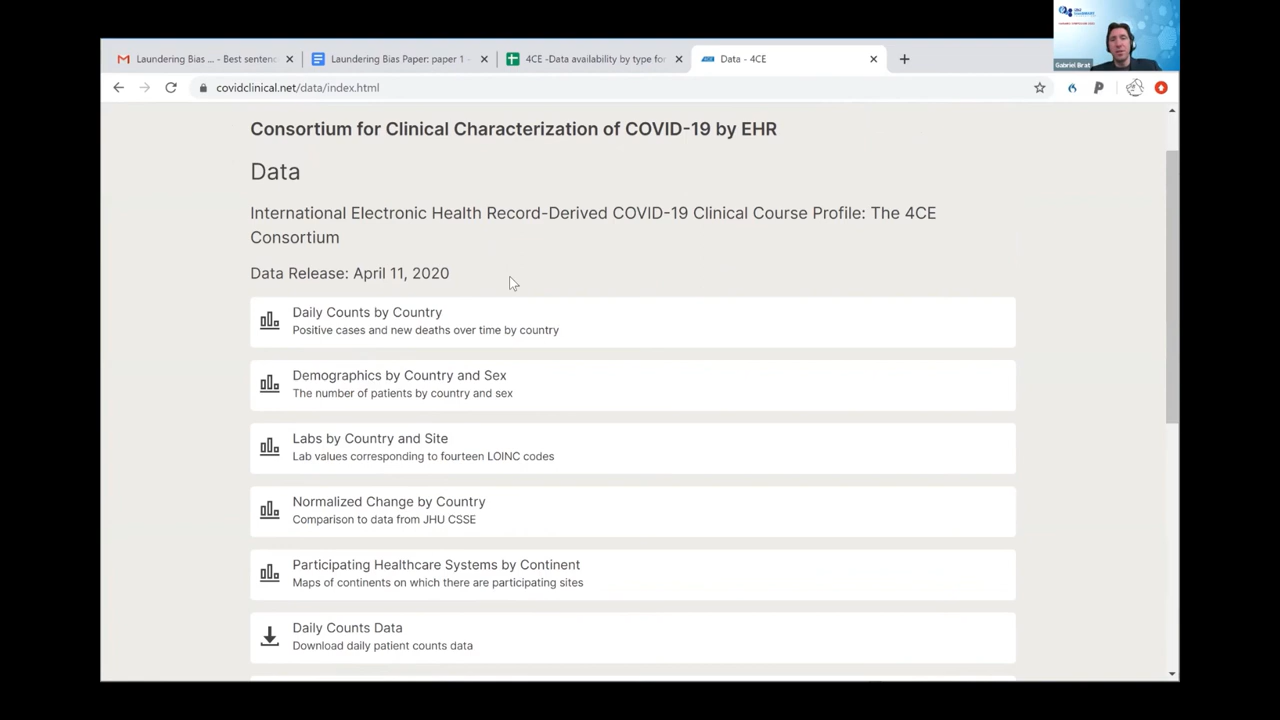 Laundering Bias ... - Best sentenc
Laundering Bias Paper: paper 1 -
4CE -Data availability by type for
Data - 4CE
covidclinical.net/data/index.html
Gabriel Brat
Consortium for Clinical Characterization of COVID-19 by EHR
Data
International Electronic Health Record-Derived COVID-19 Clinical Course Profile: The 4CE
Consortium
Data Release: April 11, 2020
Daily Counts by Country
Positive cases and new deaths over time by country
Demographics by Country and Sex
The number of patients by country and sex
Labs by Country and Site
Lab values corresponding to fourteen LOINC codes
Normalized Change by Country
Comparison to data from JHU CSSE
Participating Healthcare Systems by Continent
Maps of continents on which there are participating sites
Daily Counts Data
Download daily patient counts data